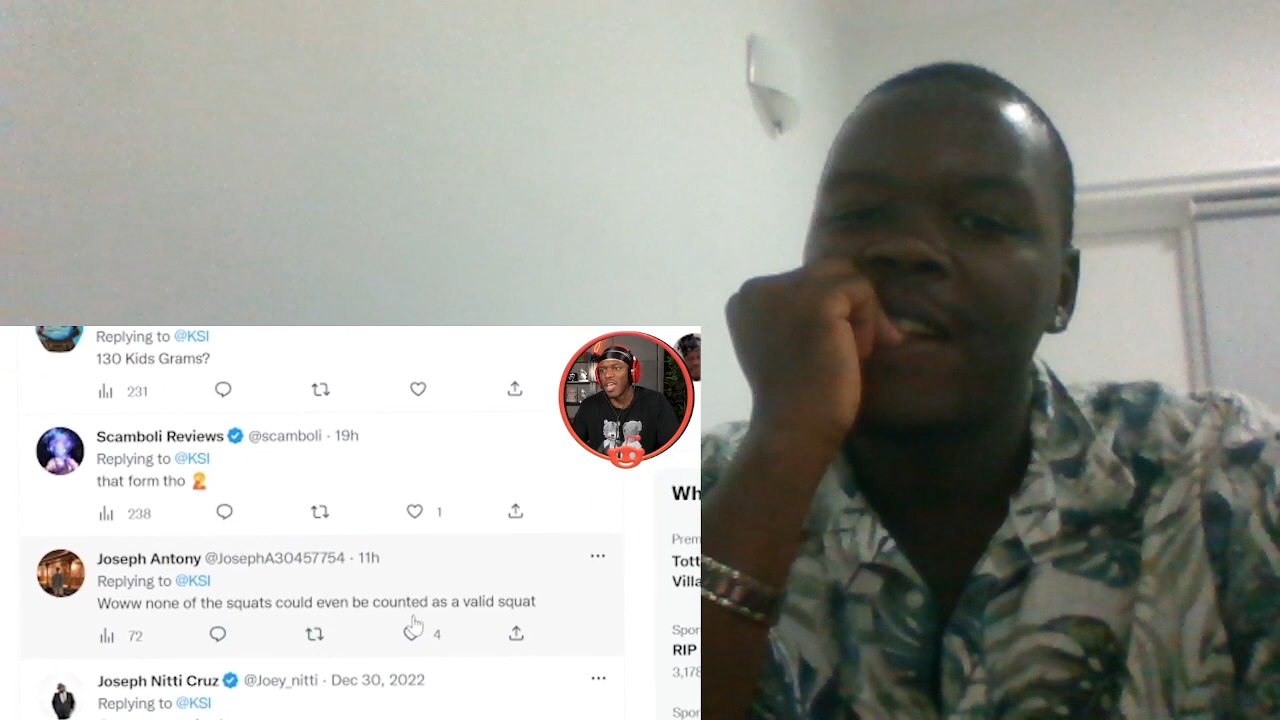 Replying to @KSI
130 Kids Grams?
231
Scamboli Reviews @scamboli · 19h
Replying to @KSI
that form tho 🤦
238 1
Wh
Prem
Joseph Antony @JosephA30457754 · 11h
Tott
Replying to @KSI
Villa
Woww none of the squats could even be counted as a valid squat
72 4
Spor
RIP
3,178
Joseph Nitti Cruz @Joey_nitti · Dec 30, 2022
Replying to @KSI
Spor